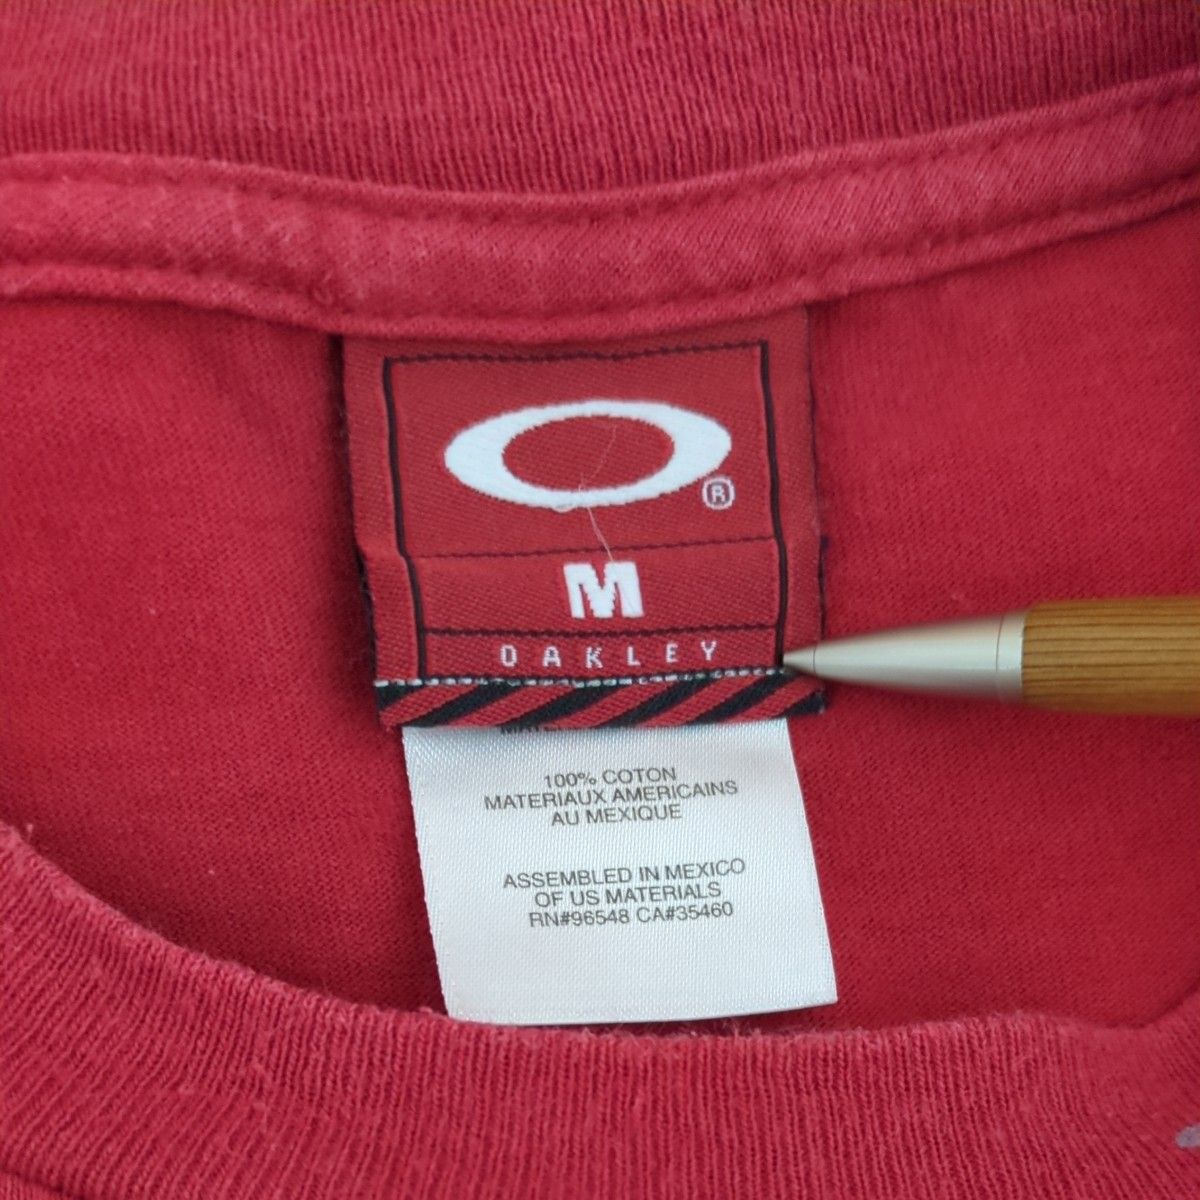 ®
M
OAKLEY
100% COTON
MATERIAUX AMERICAINS
AU MEXIQUE
ASSEMBLED IN MEXICO
OF US MATERIALS
RN#96548 CA#35460